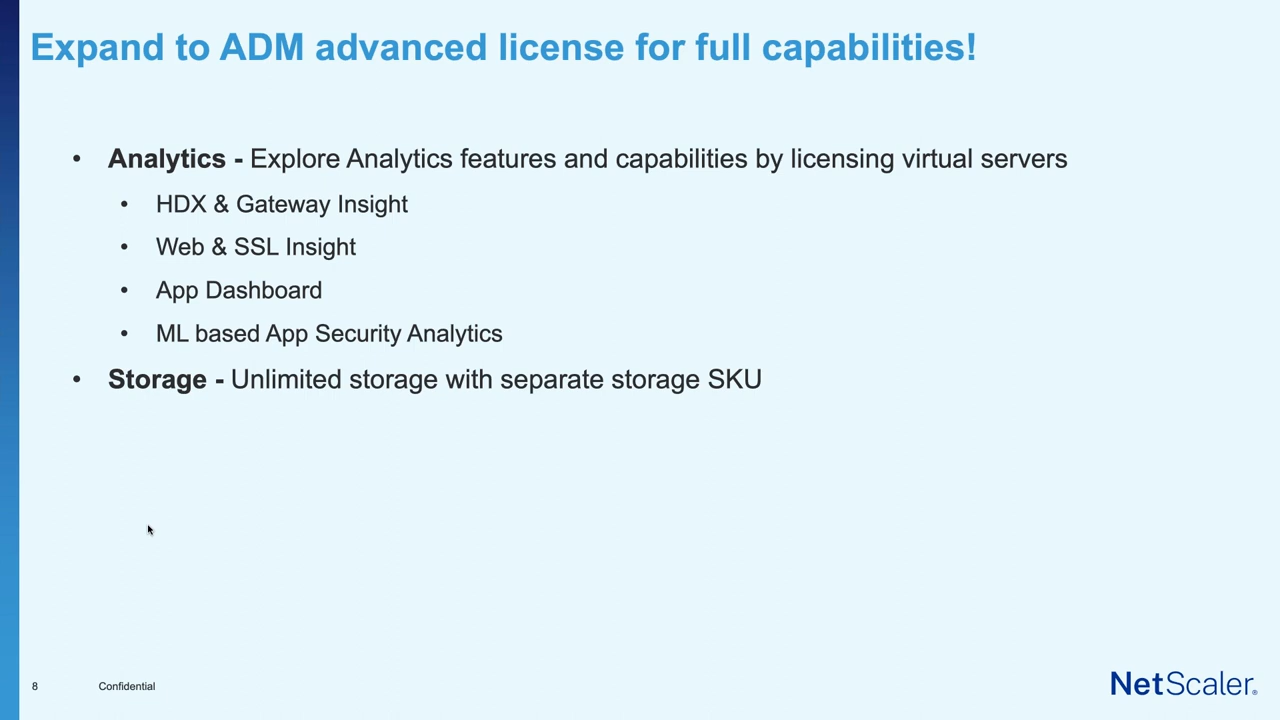 Expand to ADM advanced license for full capabilities!
• Analytics - Explore Analytics features and capabilities by licensing virtual servers
• HDX & Gateway Insight
• Web & SSL Insight
• App Dashboard
• ML based App Security Analytics
• Storage - Unlimited storage with separate storage SKU
8 Confidential
NetScaler®